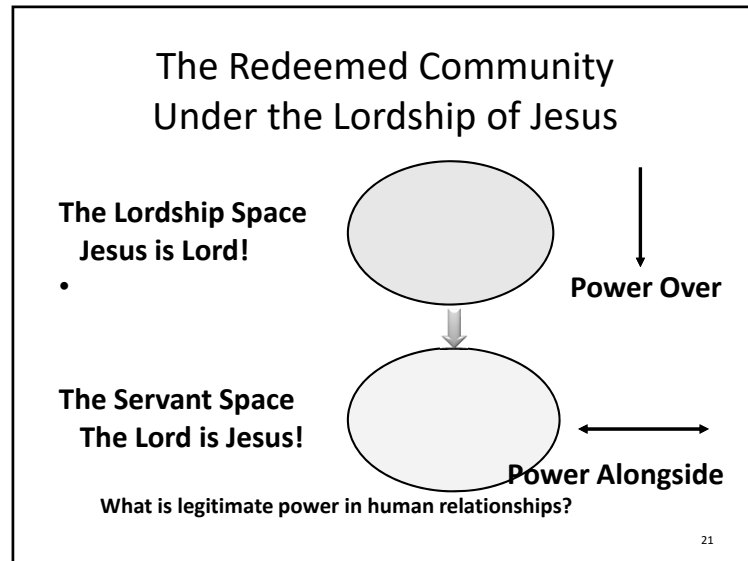 The Redeemed Community
Under the Lordship of Jesus
The Lordship Space
Jesus is Lord!
•
Power Over
The Servant Space
The Lord is Jesus!
Power Alongside
What is legitimate power in human relationships?
21